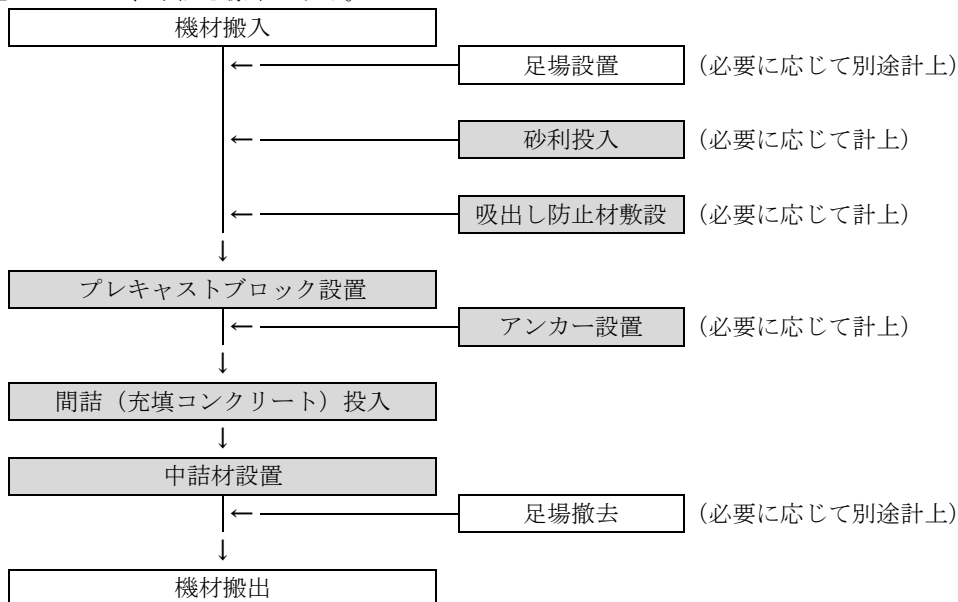 機材搬入
← 足場設置 (必要に応じて別途計上)
← 砂利投入 (必要に応じて計上)
← 吸出し防止材敷設 (必要に応じて計上)
↓
プレキャストブロック設置
← アンカー設置 (必要に応じて計上)
↓
間詰(充填コンクリート)投入
↓
中詰材設置
← 足場撤去 (必要に応じて別途計上)
↓
機材搬出